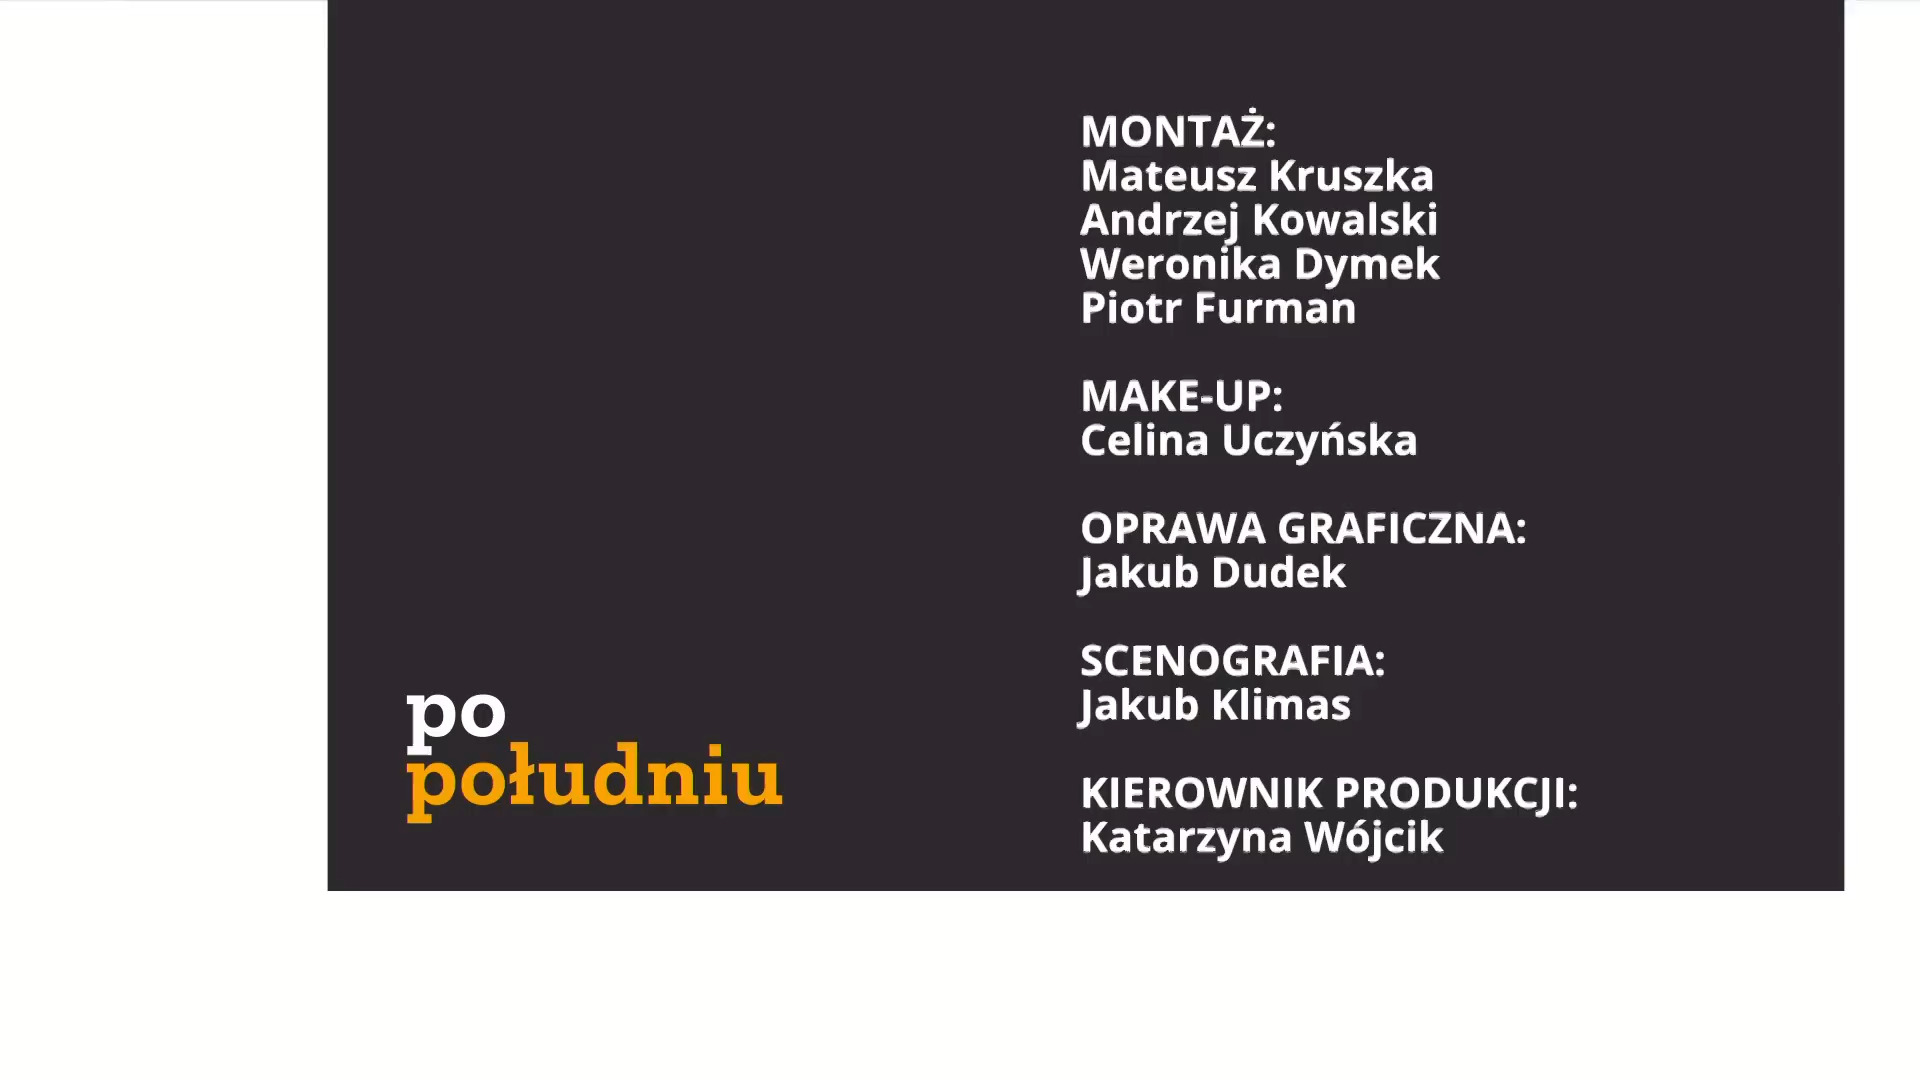 MONTAŻ:
Mateusz Kruszka
Andrzej Kowalski
Weronika Dymek
Piotr Furman
MAKE-UP:
Celina Uczyńska
OPRAWA GRAFICZNA:
Jakub Dudek
SCENOGRAFIA:
Jakub Klimas
KIEROWNIK PRODUKCJI:
Katarzyna Wójcik
po
południu